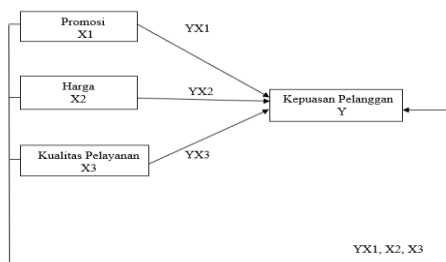 Promosi
X1
YX1
Harga
X2
YX2
Kepuasan Pelanggan
Y
Kualitas Pelayanan
X3
YX3
YX1, X2, X3